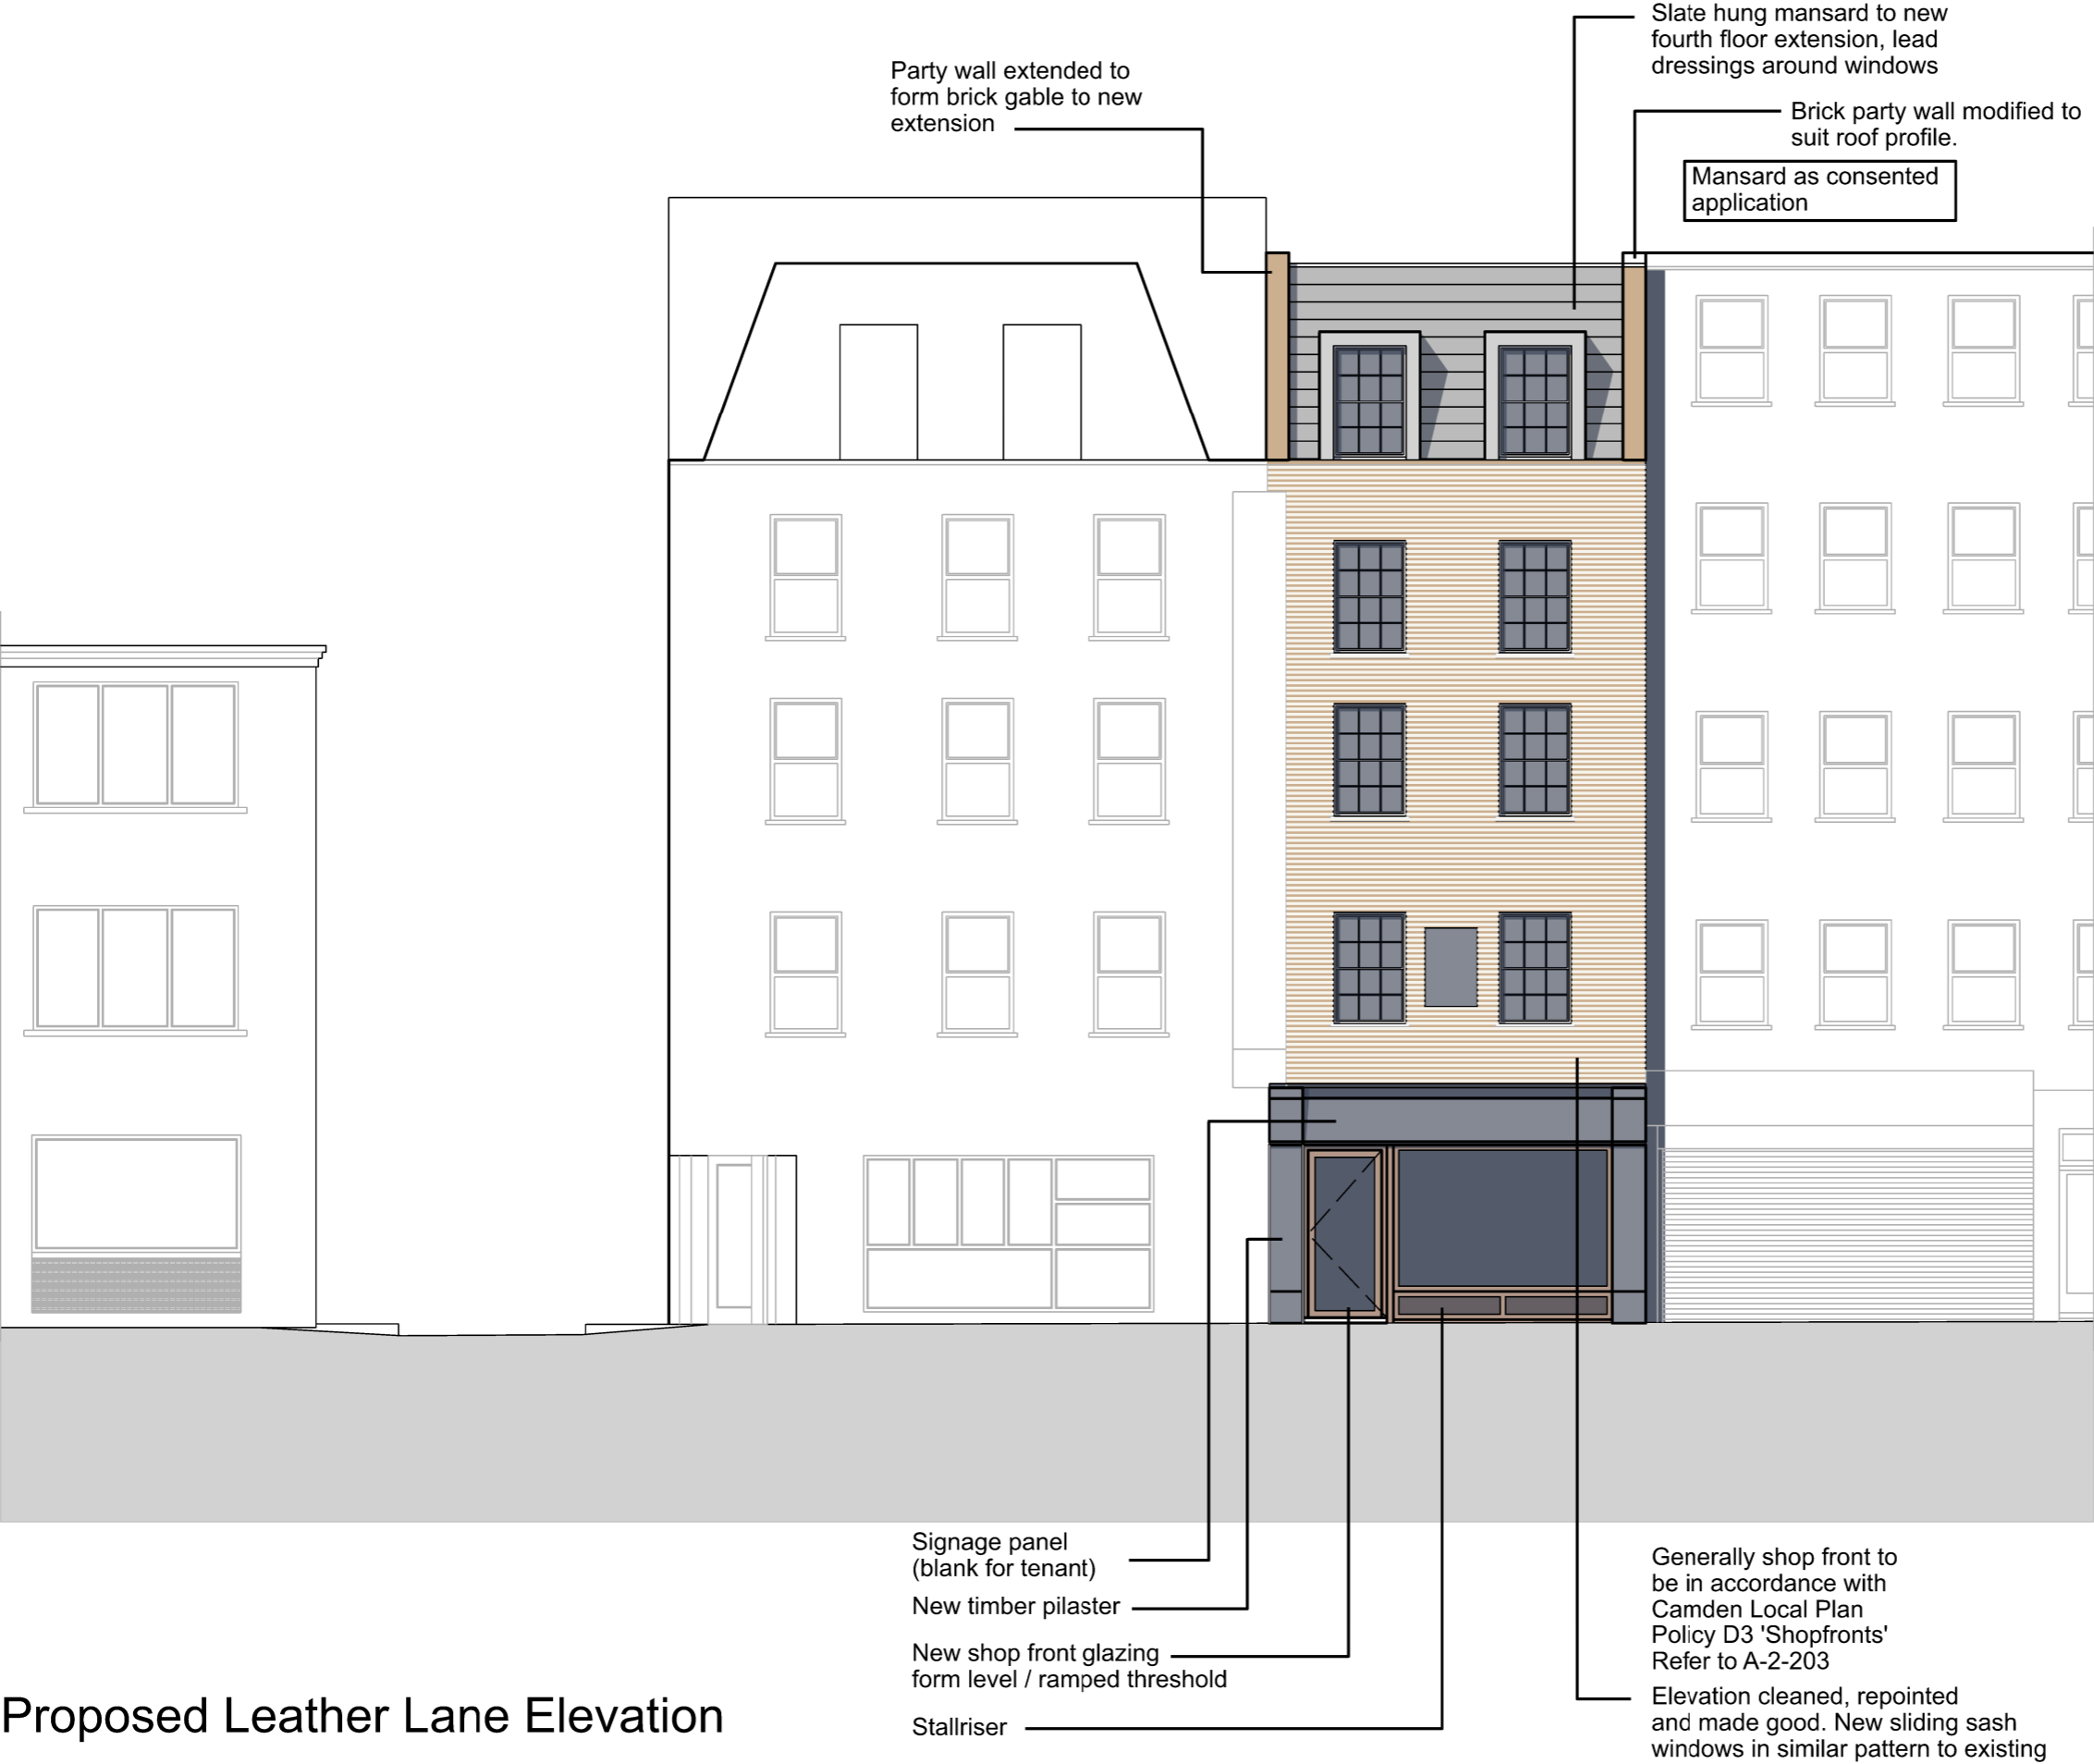 Slate hung mansard to new
fourth floor extension, lead
dressings around windows
Party wall extended to
form brick gable to new
extension
Brick party wall modified to
suit roof profile.
Mansard as consented
application
Signage panel
(blank for tenant)
New timber pilaster
New shop front glazing
form level / ramped threshold
Stallriser
Generally shop front to
be in accordance with
Camden Local Plan
Policy D3 'Shopfronts'
Refer to A-2-203
Elevation cleaned, repointed
and made good. New sliding sash
windows in similar pattern to existing
Proposed Leather Lane Elevation